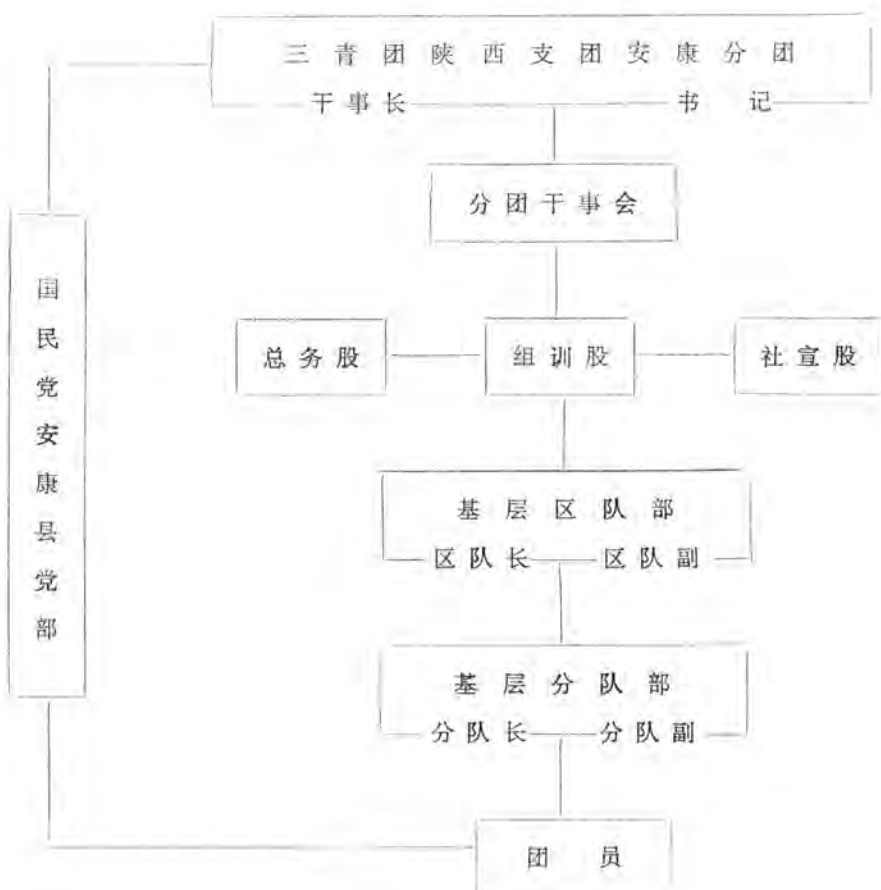 三青团陕西支团安康分团
干事长 书记
分团干事会
国民党安康县党部
总务股 组训股 社宣股
基层区队部
区队长 区队副
基层分队部
分队长 分队副
团员